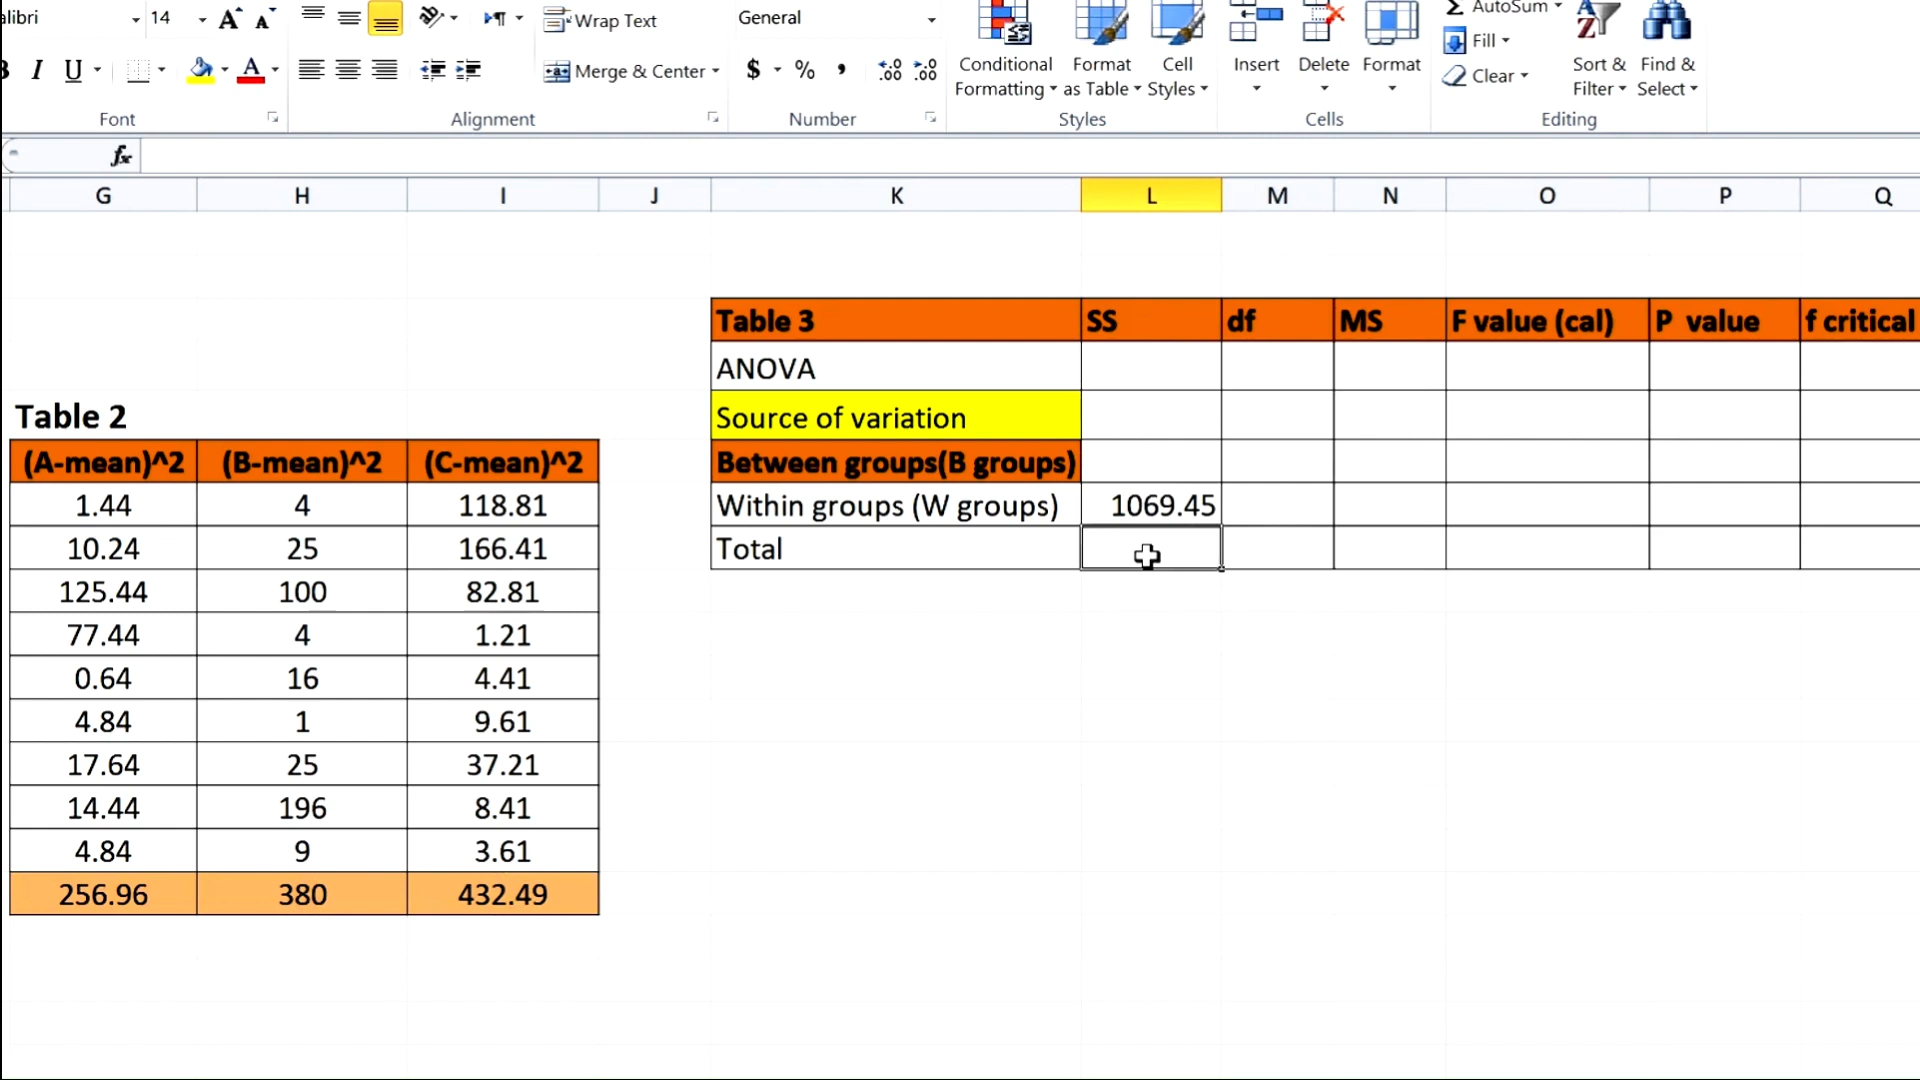 alibri 14 A A Wrap Text General AutoSum
Fill
B I U A Merge & Center $ % , .00 .00 Conditional Format Cell Insert Delete Format Clear Sort & Find &
Formatting as Table Styles Filter Select
Font Alignment Number Styles Cells Editing
fx
G H I J K L M N O P Q
Table 3 SS df MS F value (cal) P value f critical
ANOVA
Table 2 Source of variation
(A-mean)^2 (B-mean)^2 (C-mean)^2 Between groups(B groups)
1.44 4 118.81 Within groups (W groups) 1069.45
10.24 25 166.41 Total
125.44 100 82.81
77.44 4 1.21
0.64 16 4.41
4.84 1 9.61
17.64 25 37.21
14.44 196 8.41
4.84 9 3.61
256.96 380 432.49